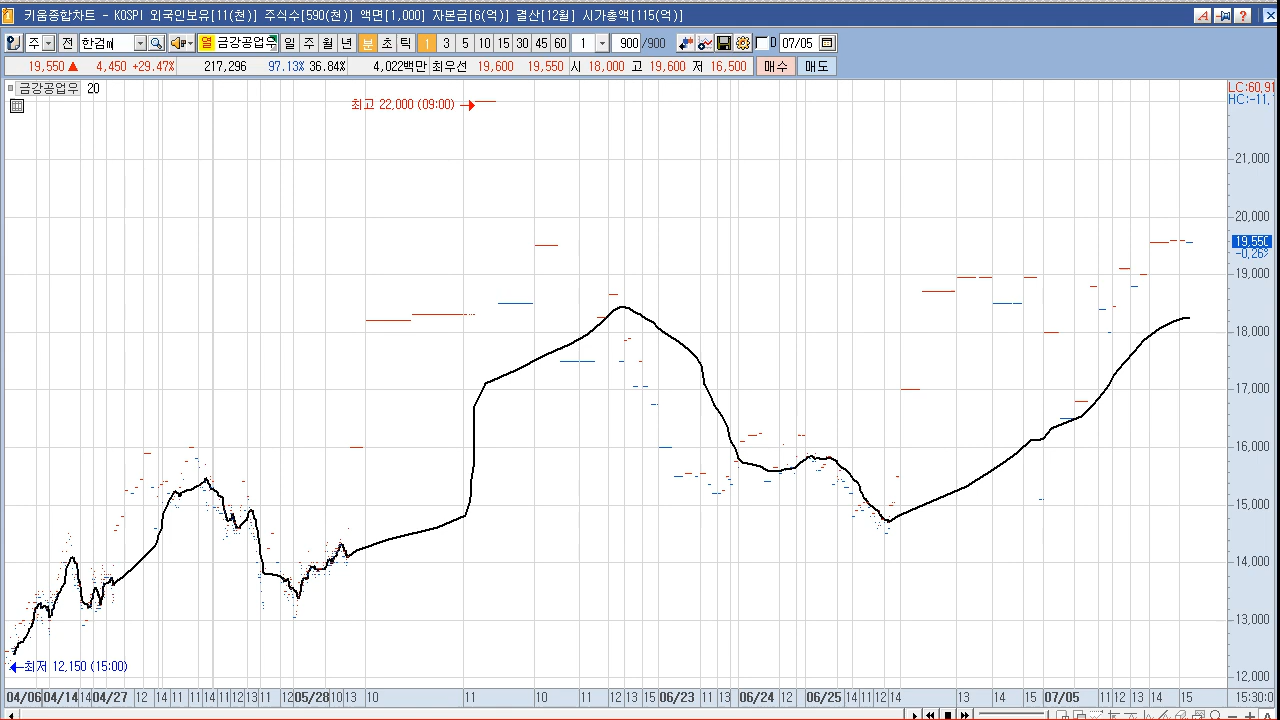 키움종합차트 - KOSPI 외국인보유[11(천)] 주식수[590(천)] 액면[1,000] 자본금[6(억)] 결산[12월] 시가총액[115(억)]
주 전 열 금강공업우 일 주 월 년 분 초 틱 1 3 5 10 15 30 45 60 1 900 /900 D 07/05
19,550 ▲ 4,450 +29.47% 217,296 97.13% 36.84% 4,022백만 최우선 19,600 19,550 시 18,000 고 19,600 저 16,500 매수 매도
금강공업우 20
LC:60,91
HC:-11,
최고 22,000 (09:00)
21,000
20,000
19,550
-0,26%
19,000
18,000
17,000
16,000
15,000
14,000
13,000
12,000
최저 12,150 (15:00)
04/06 04/14 14 04/27 12 14 11 11 14 11 12 13 11 12 05/28 10 13 10 11 10 11 12 13 15 06/23 11 13 06/24 12 06/25 14 11 12 14 13 14 15 07/05 11 12 13 14 15 15:30:0